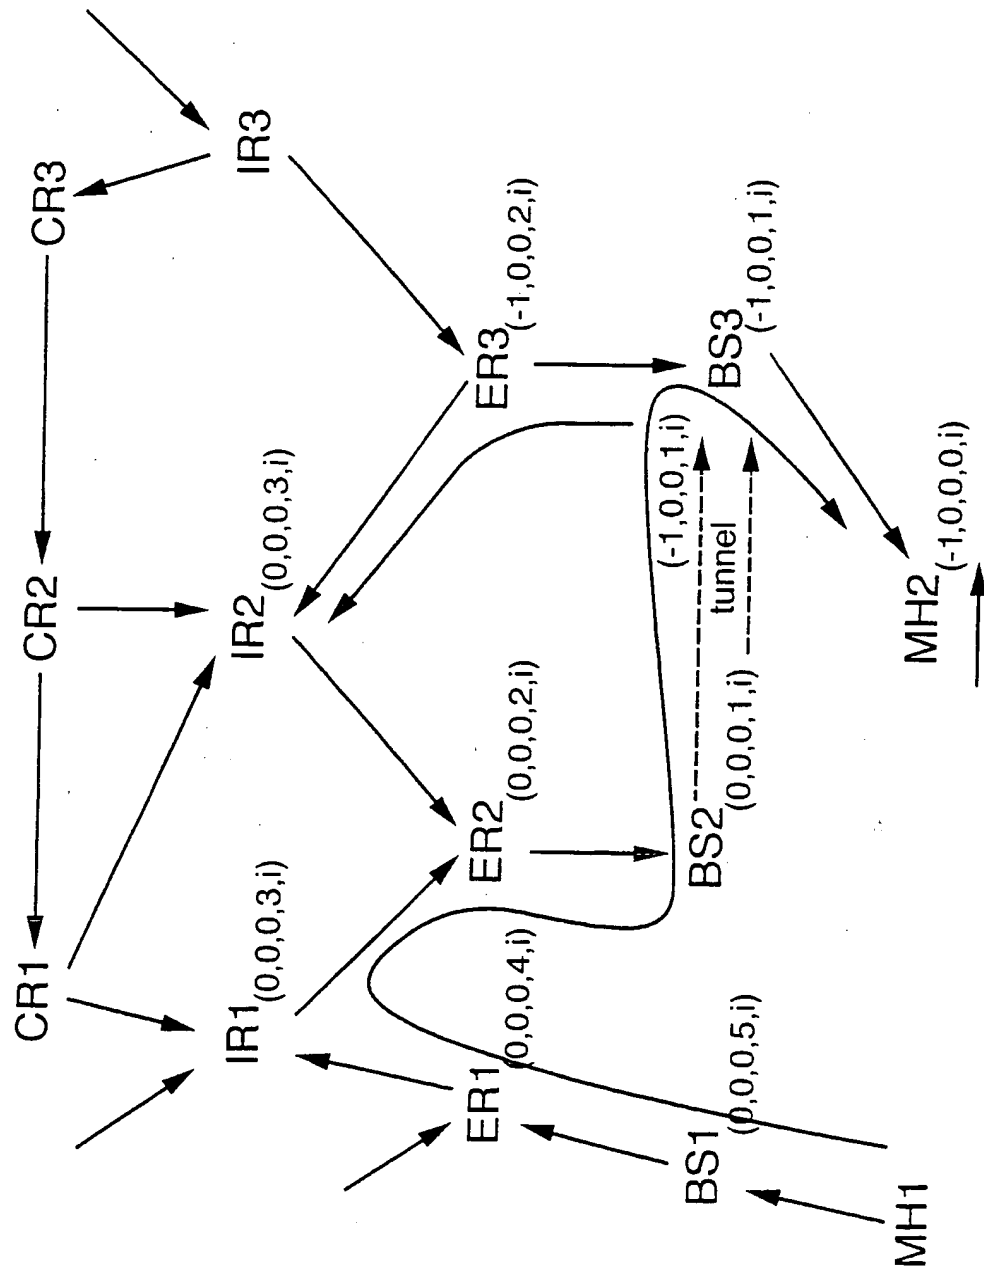 CR1
CR2
CR3
IR1(0,0,0,3,i)
IR2(0,0,0,3,i)
IR3
ER1(0,0,0,4,i)
ER2(0,0,0,2,i)
ER3(-1,0,0,2,i)
(-1,0,0,1,i)
tunnel
BS1(0,0,0,5,i)
BS2(0,0,0,1,i)
BS3(-1,0,0,1,i)
MH1
MH2(-1,0,0,0,i)